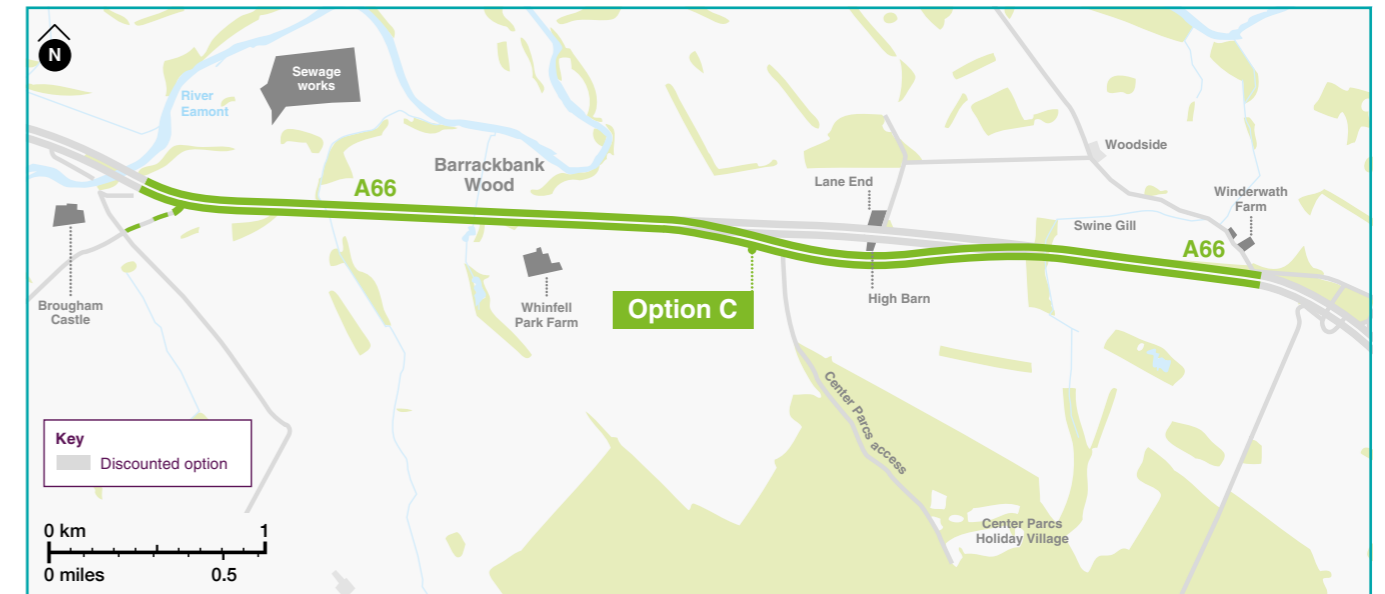 N
Sewage
works
River
Eamont
Barrackbank
Wood
A66
Lane End
Woodside
Winderwath
Farm
Swine Gill
A66
Brougham
Castle
Whinfell
Park Farm
Option C
High Barn
Center Parcs access
Center Parcs
Holiday Village
Key
Discounted option
0 km 1
0 miles 0.5